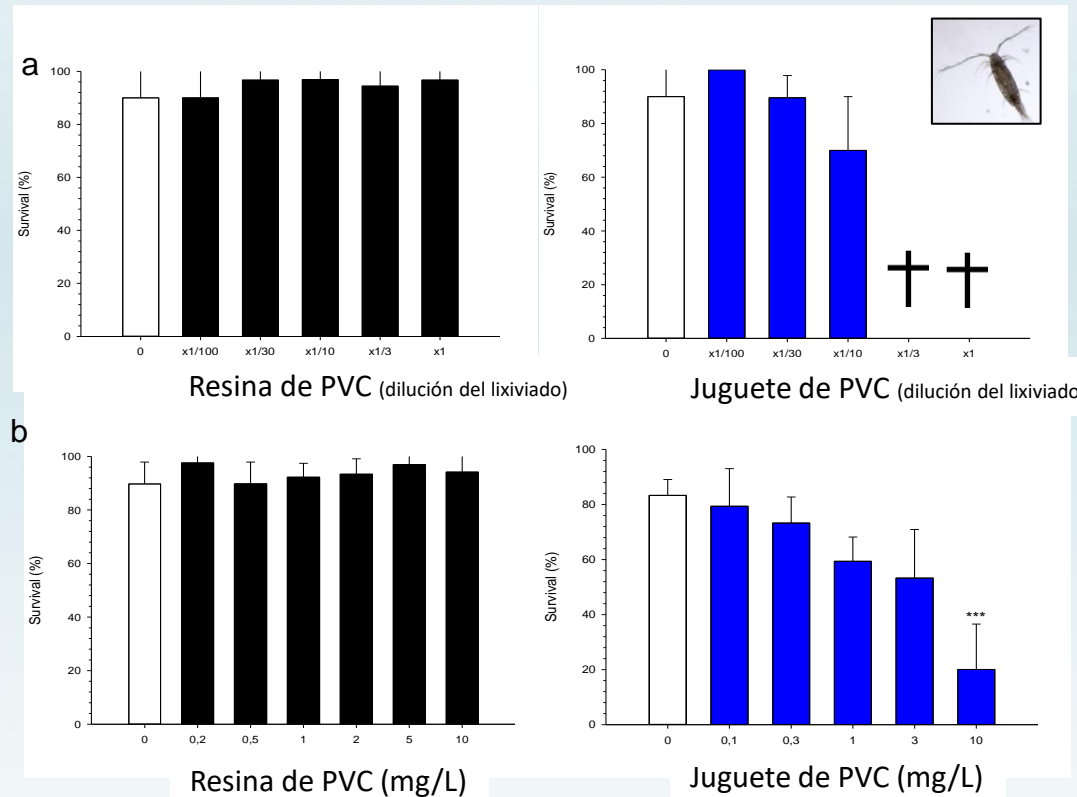 a
100
80
60
40
20
0
Survival (%)
0 x1/100 x1/30 x1/10 x1/3 x1
Resina de PVC (dilución del lixiviado)
100
80
60
40
20
0
Survival (%)
0 x1/100 x1/30 x1/10 x1/3 x1
Juguete de PVC (dilución del lixiviado
b
100
80
60
40
20
0
Survival (%)
0 0,2 0,5 1 2 5 10
Resina de PVC (mg/L)
100
80
60
40
20
0
Survival (%)
***
0 0,1 0,3 1 3 10
Juguete de PVC (mg/L)